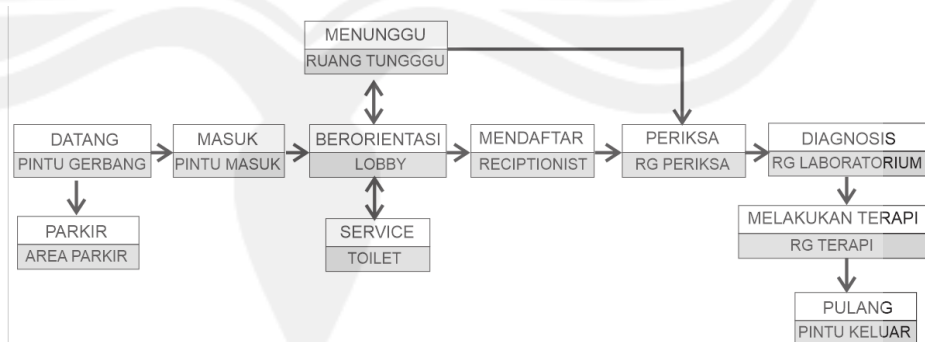 MENUNGGU
RUANG TUNGGGU
DATANG
PINTU GERBANG
MASUK
PINTU MASUK
BERORIENTASI
LOBBY
MENDAFTAR
RECIPTIONIST
PERIKSA
RG PERIKSA
DIAGNOSIS
RG LABORATORIUM
PARKIR
AREA PARKIR
SERVICE
TOILET
MELAKUKAN TERAPI
RG TERAPI
PULANG
PINTU KELUAR